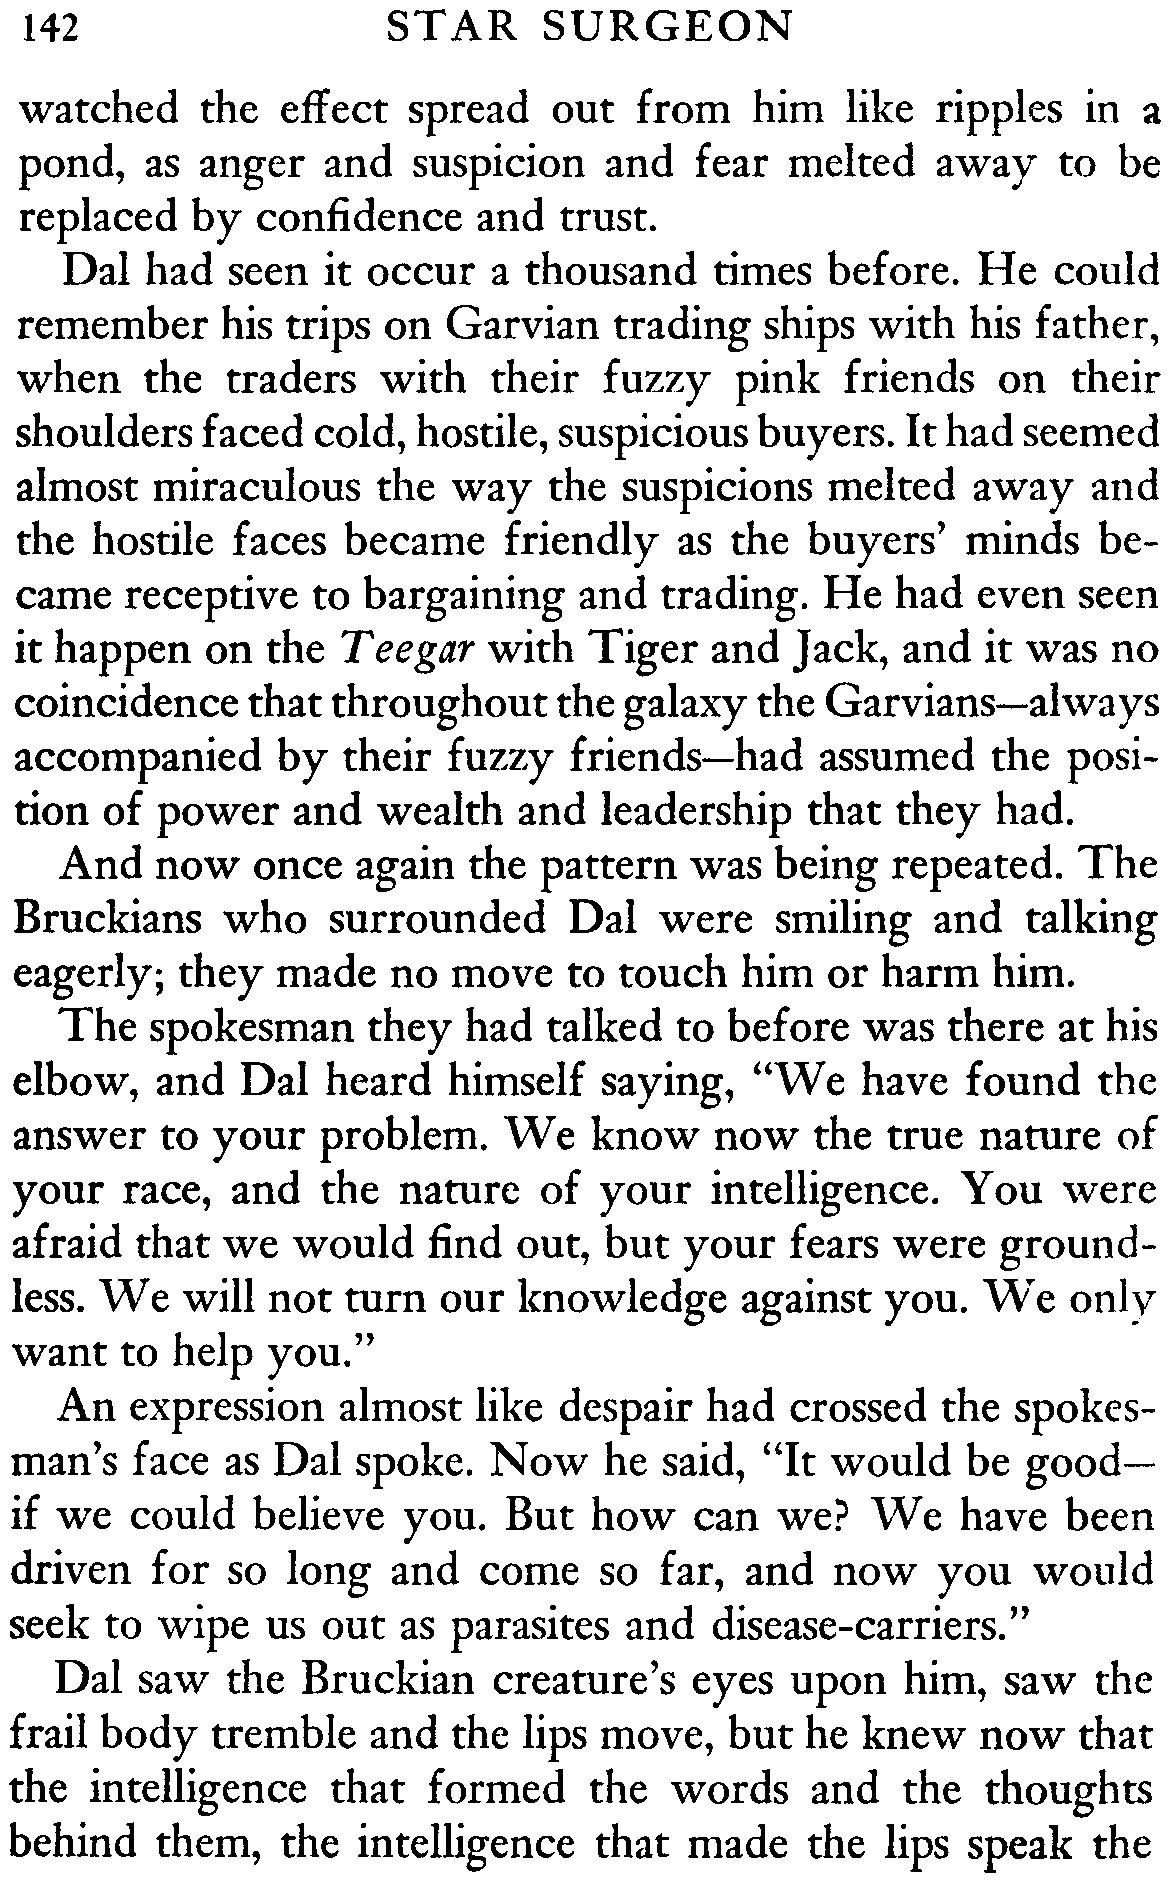 142 STAR SURGEON
watched the effect spread out from him like ripples in a
pond, as anger and suspicion and fear melted away to be
replaced by confidence and trust.
Dal had seen it occur a thousand times before. He could
remember his trips on Garvian trading ships with his father,
when the traders with their fuzzy pink friends on their
shoulders faced cold, hostile, suspicious buyers. It had seemed
almost miraculous the way the suspicions melted away and
the hostile faces became friendly as the buyers' minds be-
came receptive to bargaining and trading. He had even seen
it happen on the Teegar with Tiger and Jack, and it was no
coincidence that throughout the galaxy the Garvians—always
accompanied by their fuzzy friends—had assumed the posi-
tion of power and wealth and leadership that they had.
And now once again the pattern was being repeated. The
Bruckians who surrounded Dal were smiling and talking
eagerly; they made no move to touch him or harm him.
The spokesman they had talked to before was there at his
elbow, and Dal heard himself saying, “We have found the
answer to your problem. We know now the true nature of
your race, and the nature of your intelligence. You were
afraid that we would find out, but your fears were ground-
less. We will not turn our knowledge against you. We only
want to help you.”
An expression almost like despair had crossed the spokes-
man's face as Dal spoke. Now he said, “It would be good—
if we could believe you. But how can we? We have been
driven for so long and come so far, and now you would
seek to wipe us out as parasites and disease-carriers.”
Dal saw the Bruckian creature's eyes upon him, saw the
frail body tremble and the lips move, but he knew now that
the intelligence that formed the words and the thoughts
behind them, the intelligence that made the lips speak the